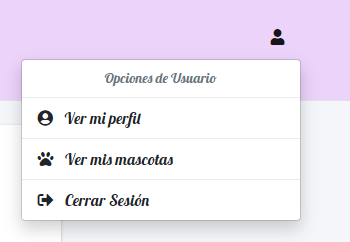 Opciones de Usuario
Ver mi perfil
Ver mis mascotas
Cerrar Sesión